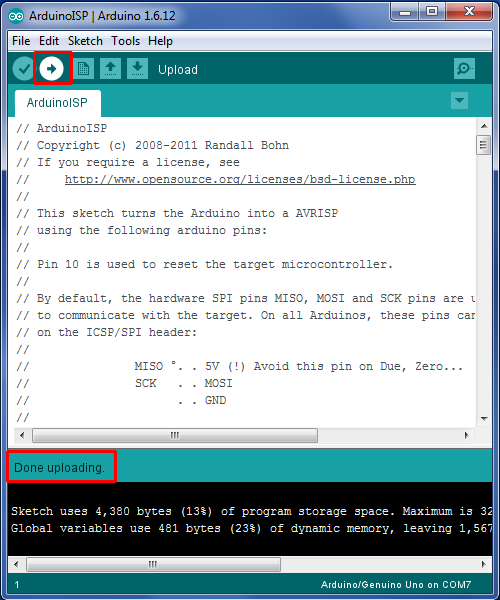 ArduinoISP | Arduino 1.6.12
File Edit Sketch Tools Help
Upload
ArduinoISP
// ArduinoISP
// Copyright (c) 2008-2011 Randall Bohn
// If you require a license, see
//     http://www.opensource.org/licenses/bsd-license.php
//
// This sketch turns the Arduino into a AVRISP
// using the following arduino pins:
//
// Pin 10 is used to reset the target microcontroller.
//
// By default, the hardware SPI pins MISO, MOSI and SCK pins are u
// to communicate with the target. On all Arduinos, these pins can
// on the ICSP/SPI header:
//
//               MISO °. . 5V (!) Avoid this pin on Due, Zero...
//               SCK   . . MOSI
//                     . . GND
//
Done uploading.
Sketch uses 4,380 bytes (13%) of program storage space. Maximum is 32
Global variables use 481 bytes (23%) of dynamic memory, leaving 1,567
1 Arduino/Genuino Uno on COM7